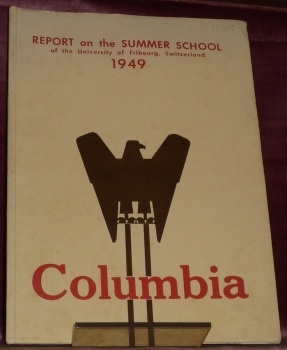 REPORT on the SUMMER SCHOOL
of the University of Fribourg, Switzerland
1949
Columbia